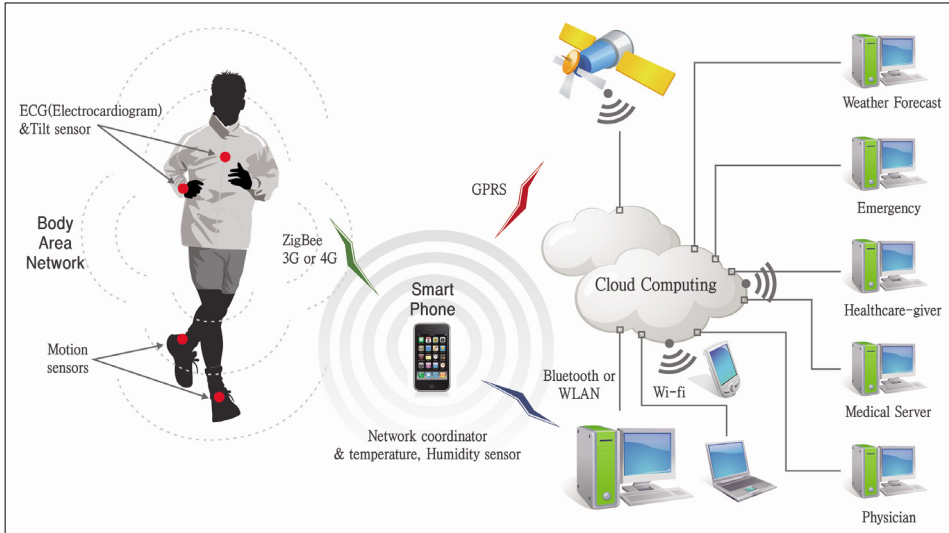 ECG(Electrocardiogram)
&Tilt sensor
Body
Area
Network
Motion
sensors
ZigBee
3G or 4G
Smart
Phone
Network coordinator
& temperature, Humidity sensor
GPRS
Bluetooth or
WLAN
Cloud Computing
Wi-fi
Weather Forecast
Emergency
Healthcare-giver
Medical Server
Physician